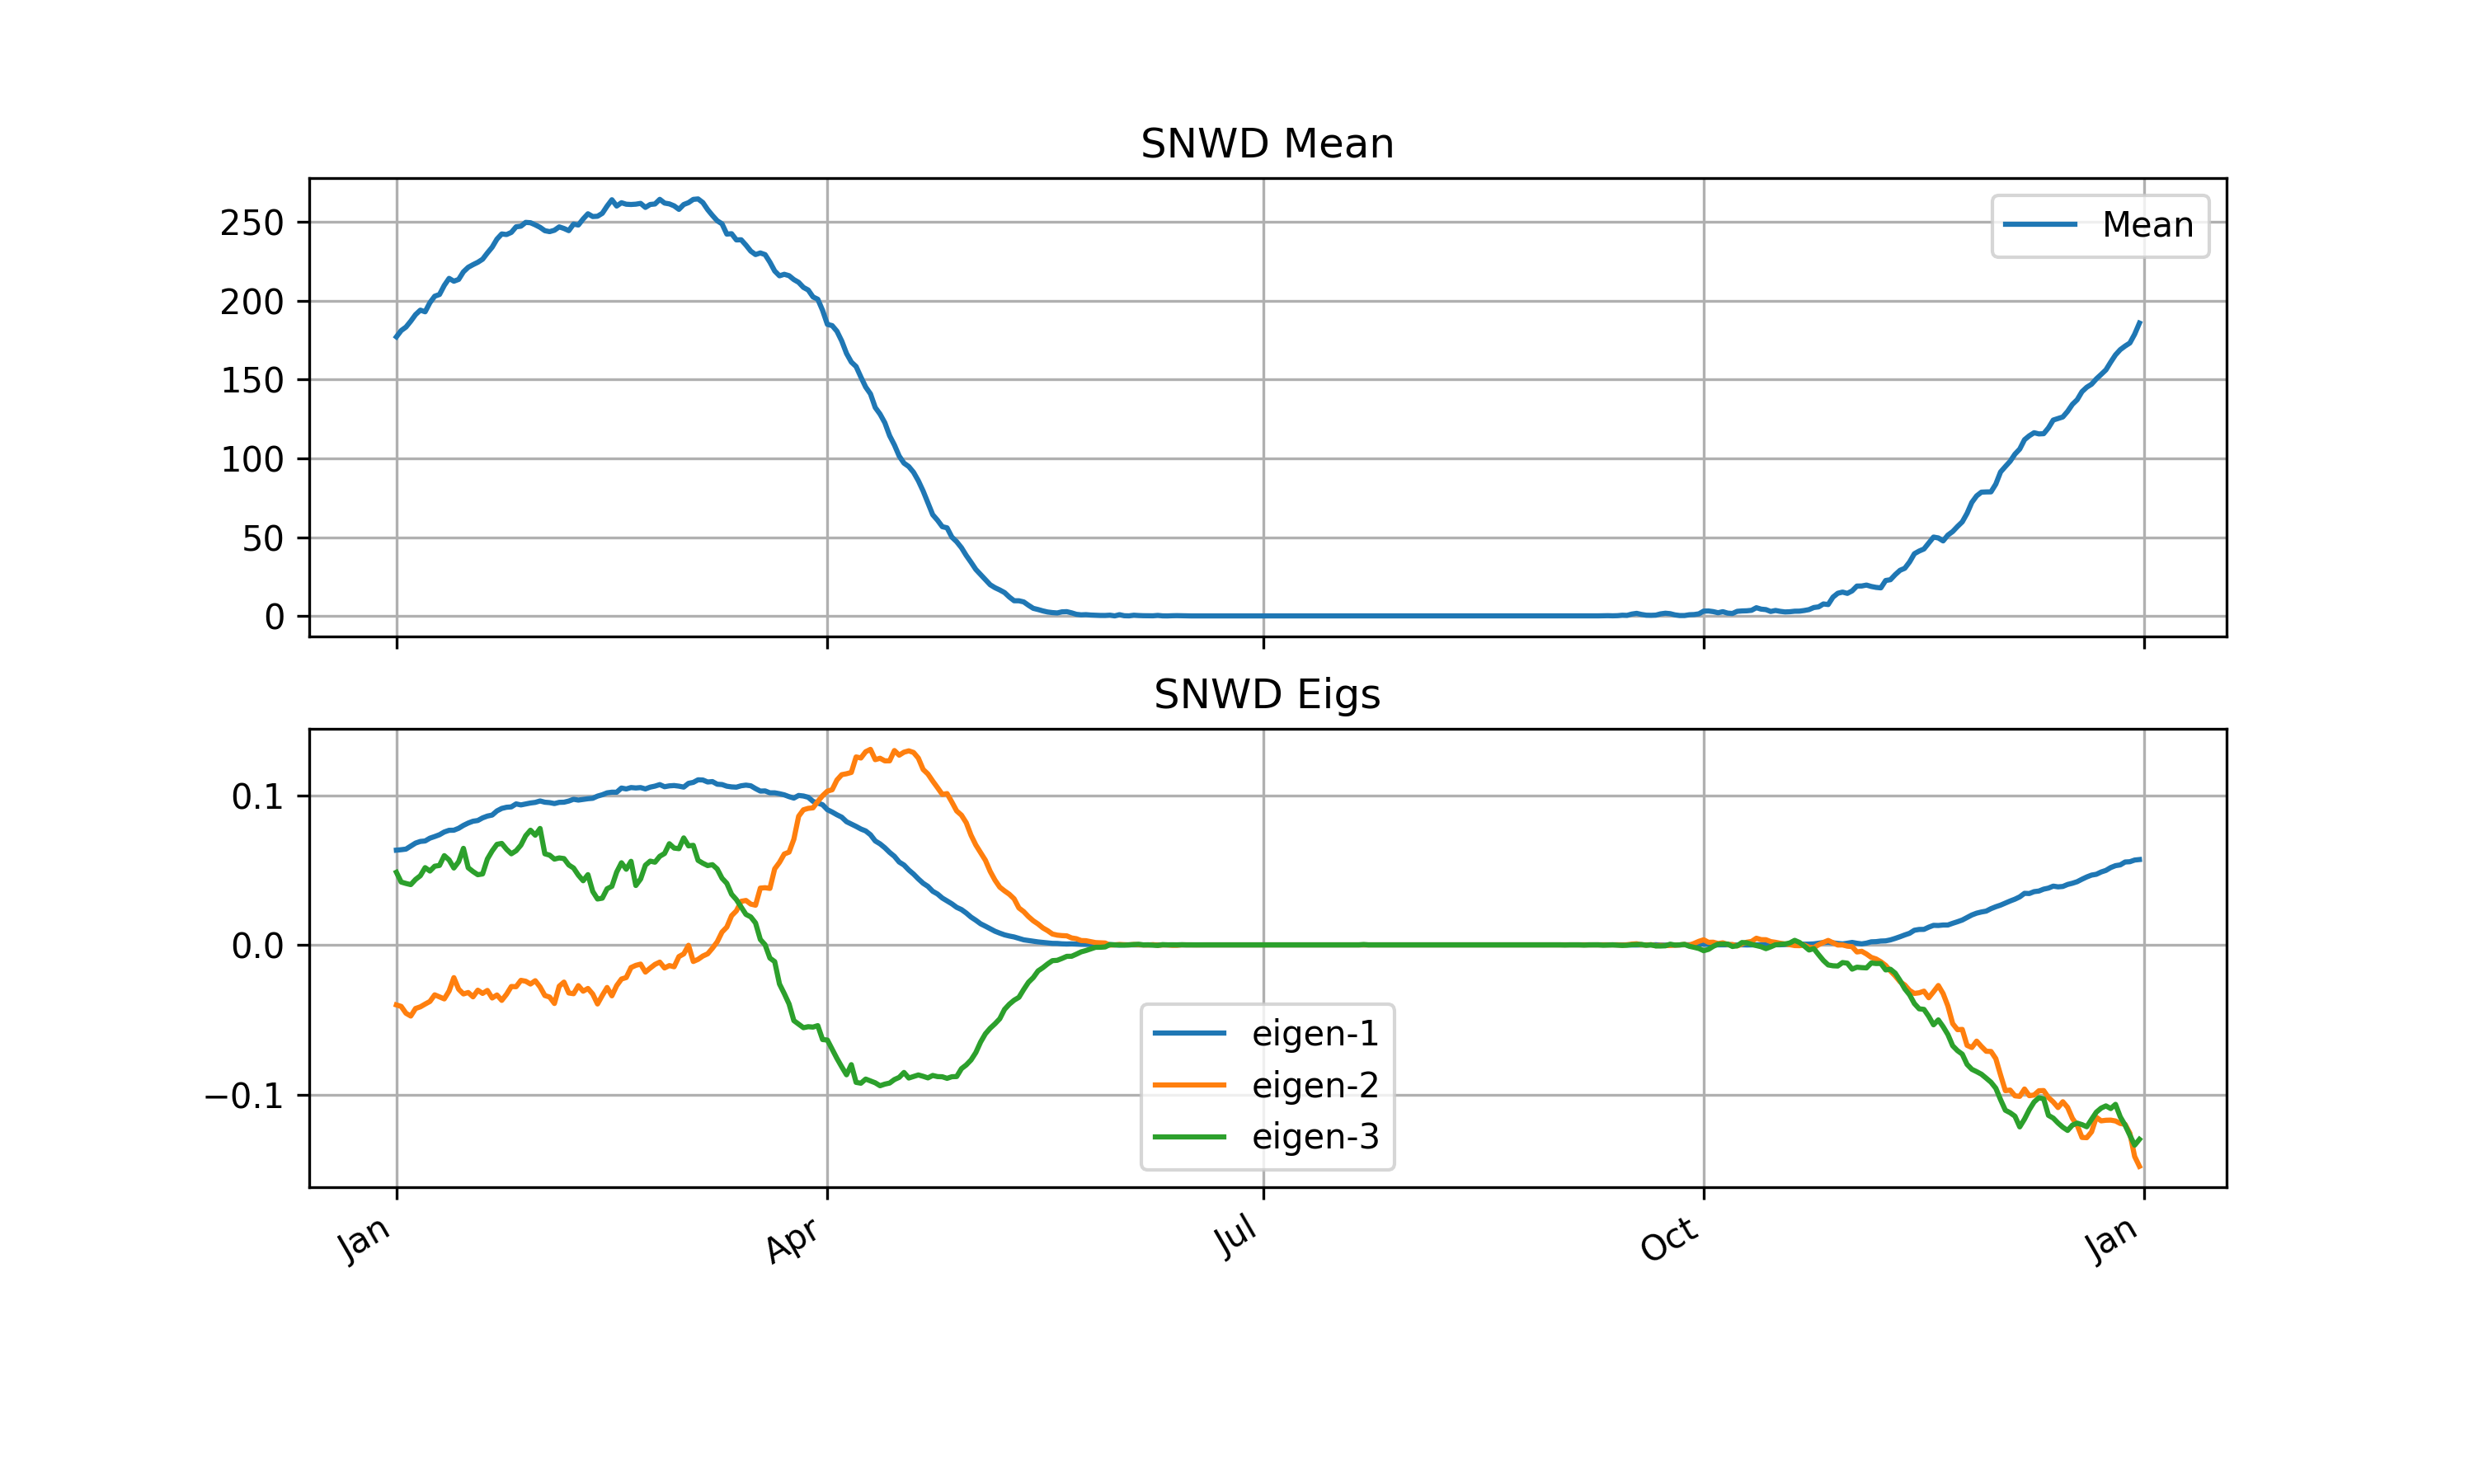 SNWD Mean
250
200
150
100
50
0
Mean
SNWD Eigs
0.1
0.0
−0.1
eigen-1
eigen-2
eigen-3
Jan
Apr
Jul
Oct
Jan